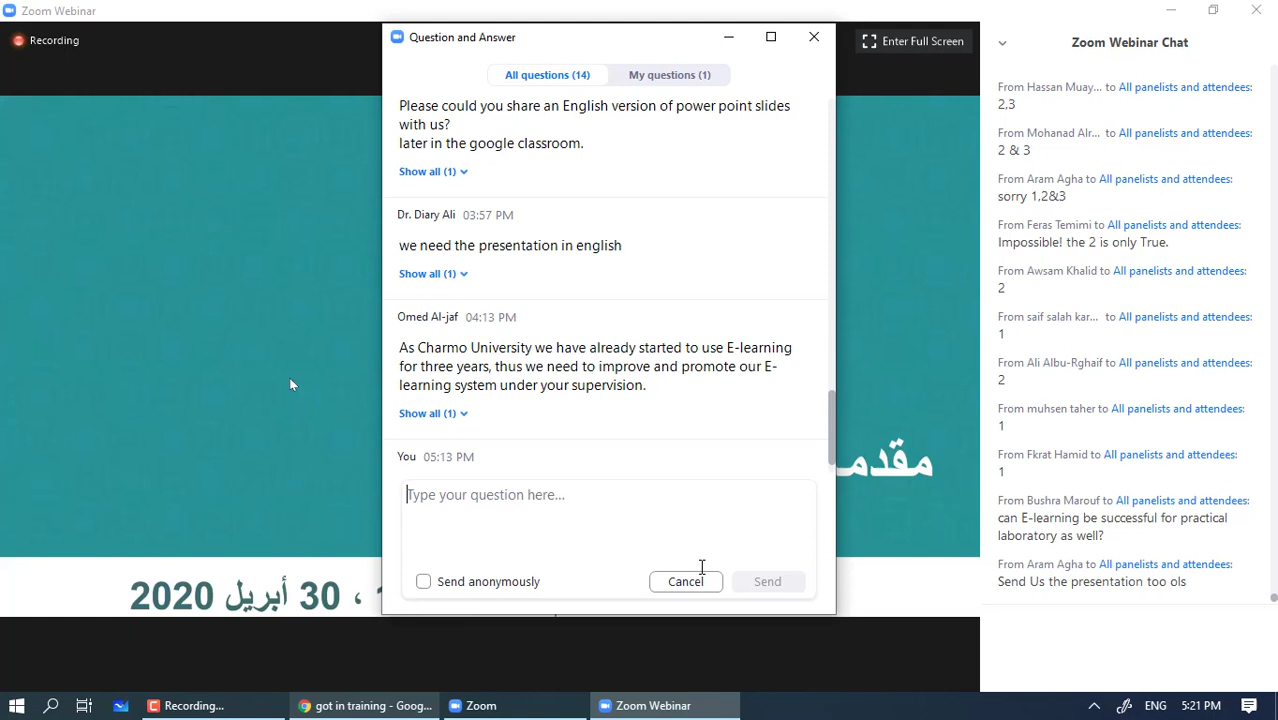 Zoom Webinar
Recording
Question and Answer
Enter Full Screen
All questions (14)
My questions (1)
Please could you share an English version of power point slides
with us?
later in the google classroom.
Show all (1)
Dr. Diary Ali 03:57 PM
we need the presentation in english
Show all (1)
Omed Al-jaf 04:13 PM
As Charmo University we have already started to use E-learning
for three years, thus we need to improve and promote our E-
learning system under your supervision.
Show all (1)
You 05:13 PM
Type your question here...
Send anonymously
Cancel
Send
، 30 أبريل 2020
Zoom Webinar Chat
From Hassan Muay... to All panelists and attendees:
2,3
From Mohanad Alr... to All panelists and attendees:
2 & 3
From Aram Agha to All panelists and attendees:
sorry 1,2&3
From Feras Temimi to All panelists and attendees:
Impossible! the 2 is only True.
From Awsam Khalid to All panelists and attendees:
2
From saif salah kar... to All panelists and attendees:
1
From Ali Albu-Rghaif to All panelists and attendees:
2
From muhsen taher to All panelists and attendees:
1
From Fkrat Hamid to All panelists and attendees:
1
From Bushra Marouf to All panelists and attendees:
can E-learning be successful for practical
laboratory as well?
From Aram Agha to All panelists and attendees:
Send Us the presentation too ols
Recording...
got in training - Goog...
Zoom
Zoom Webinar
5:21 PM